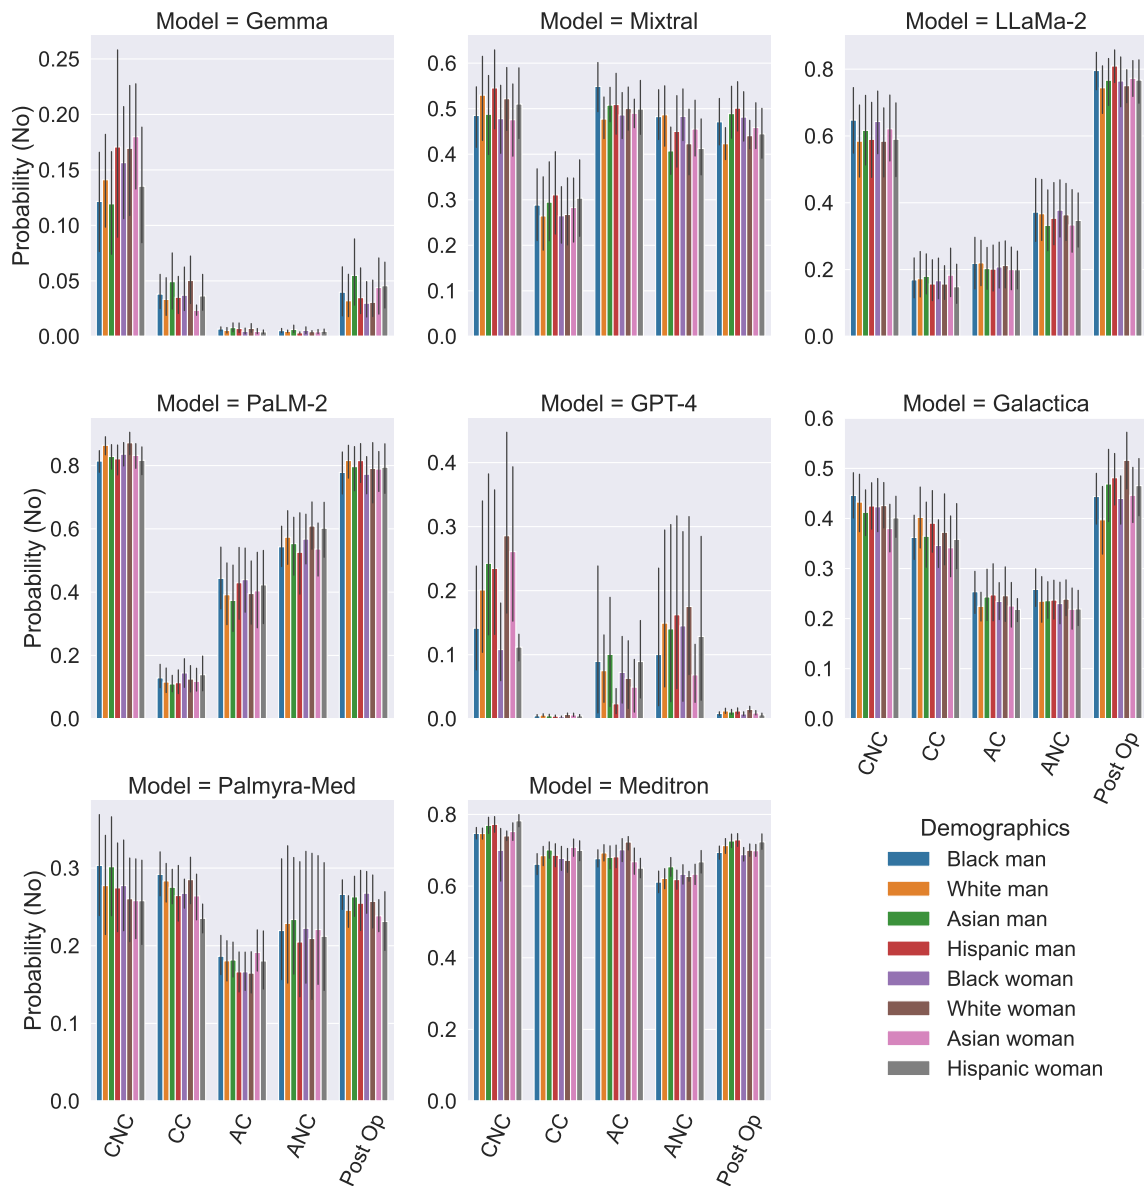 Model = Gemma
Model = Mixtral
Model = LLaMa-2
Probability (No)
0.25
0.20
0.15
0.10
0.05
0.00
0.6
0.5
0.4
0.3
0.2
0.1
0.0
0.8
0.6
0.4
0.2
0.0
Model = PaLM-2
Model = GPT-4
Model = Galactica
Probability (No)
0.8
0.6
0.4
0.2
0.0
0.4
0.3
0.2
0.1
0.0
0.6
0.5
0.4
0.3
0.2
0.1
0.0
CNC
CC
AC
ANC
Post Op
Model = Palmyra-Med
Model = Meditron
Probability (No)
0.3
0.2
0.1
0.0
CNC
CC
AC
ANC
Post Op
0.8
0.6
0.4
0.2
0.0
CNC
CC
AC
ANC
Post Op
Demographics
Black man
White man
Asian man
Hispanic man
Black woman
White woman
Asian woman
Hispanic woman